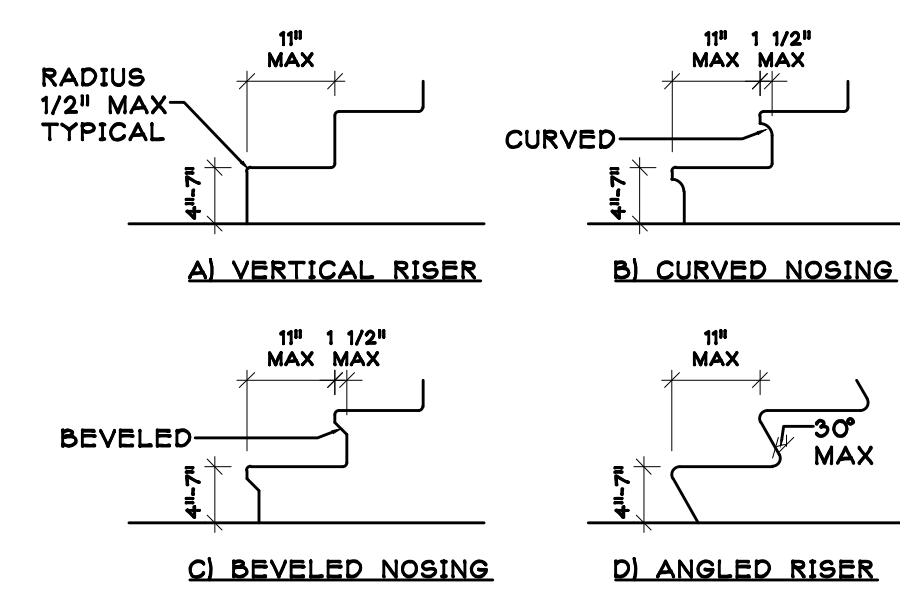 11"
MAX
RADIUS
1/2" MAX
TYPICAL
4"-7"
A) VERTICAL RISER
11" 1 1/2"
MAX MAX
CURVED
4"-7"
B) CURVED NOSING
11" 1 1/2"
MAX MAX
BEVELED
4"-7"
C) BEVELED NOSING
11"
MAX
30°
MAX
4"-7"
D) ANGLED RISER